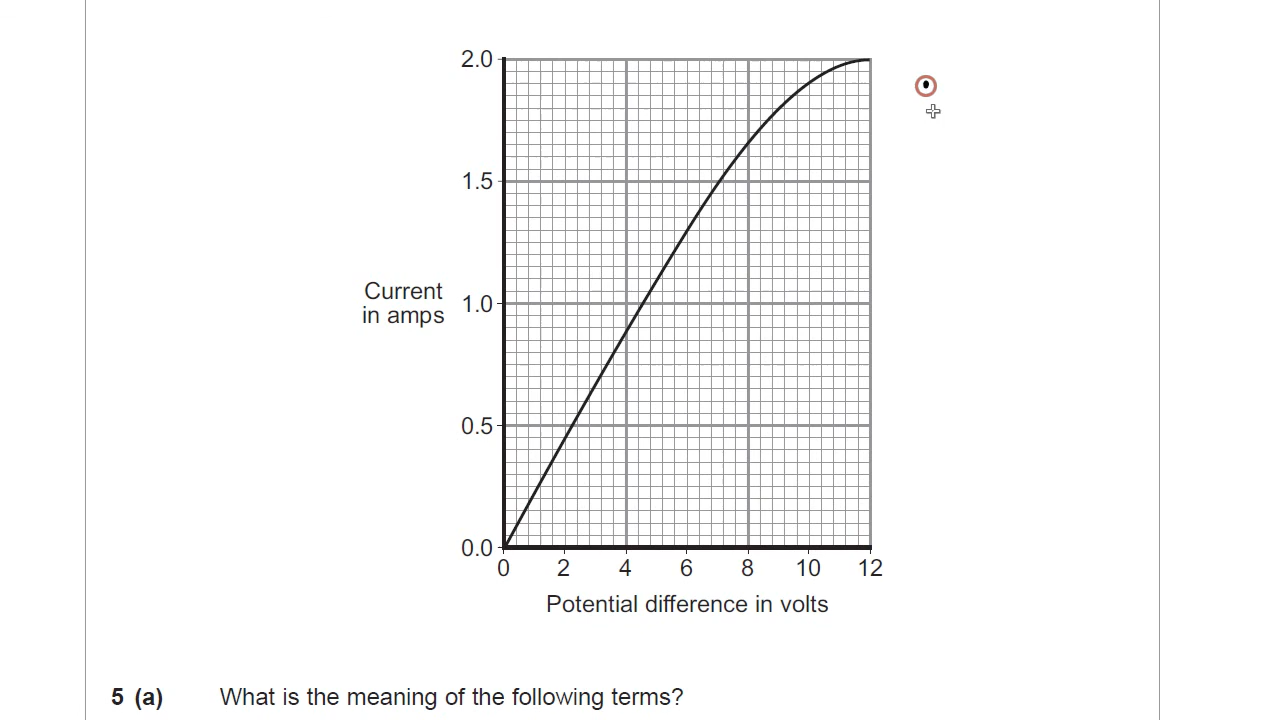 2.0
1.5
Current
in amps
1.0
0.5
0.0
0 2 4 6 8 10 12
Potential difference in volts
5 (a) What is the meaning of the following terms?